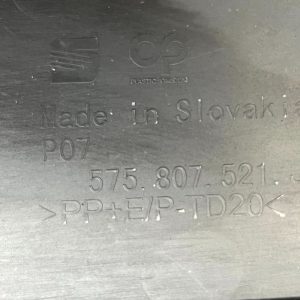 Made in Slovakia
P07
575.807.521.
>PP+E/P-TD20<